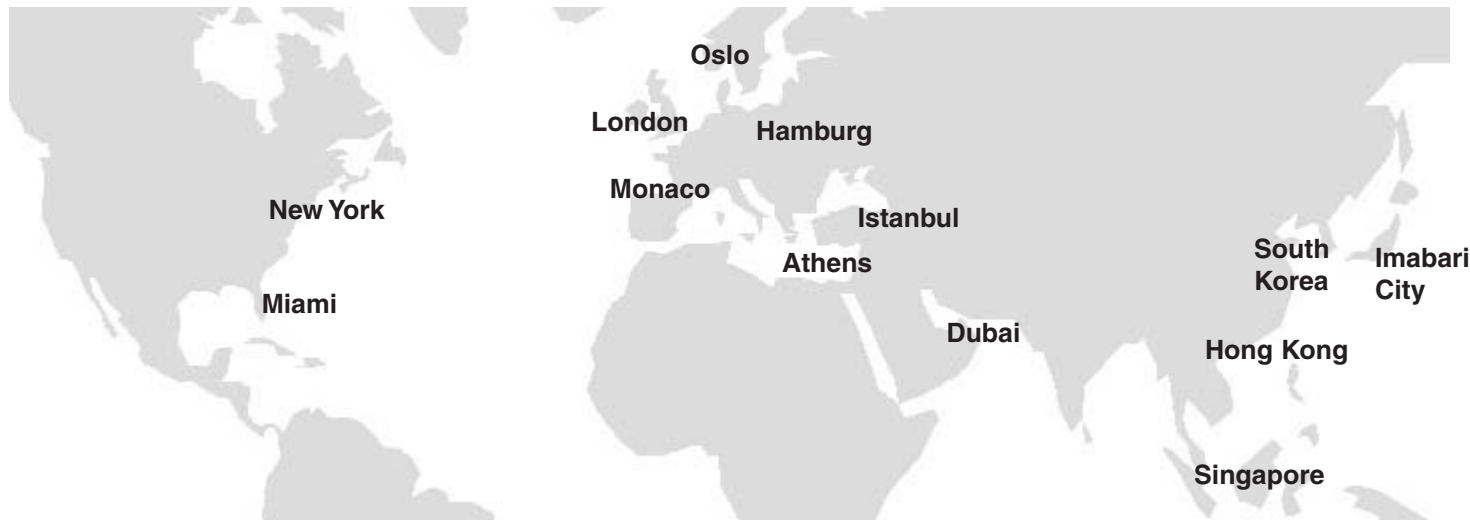 Oslo
London
Hamburg
Monaco
New York
Istanbul
Athens
South
Korea
Imabari
City
Miami
Dubai
Hong Kong
Singapore